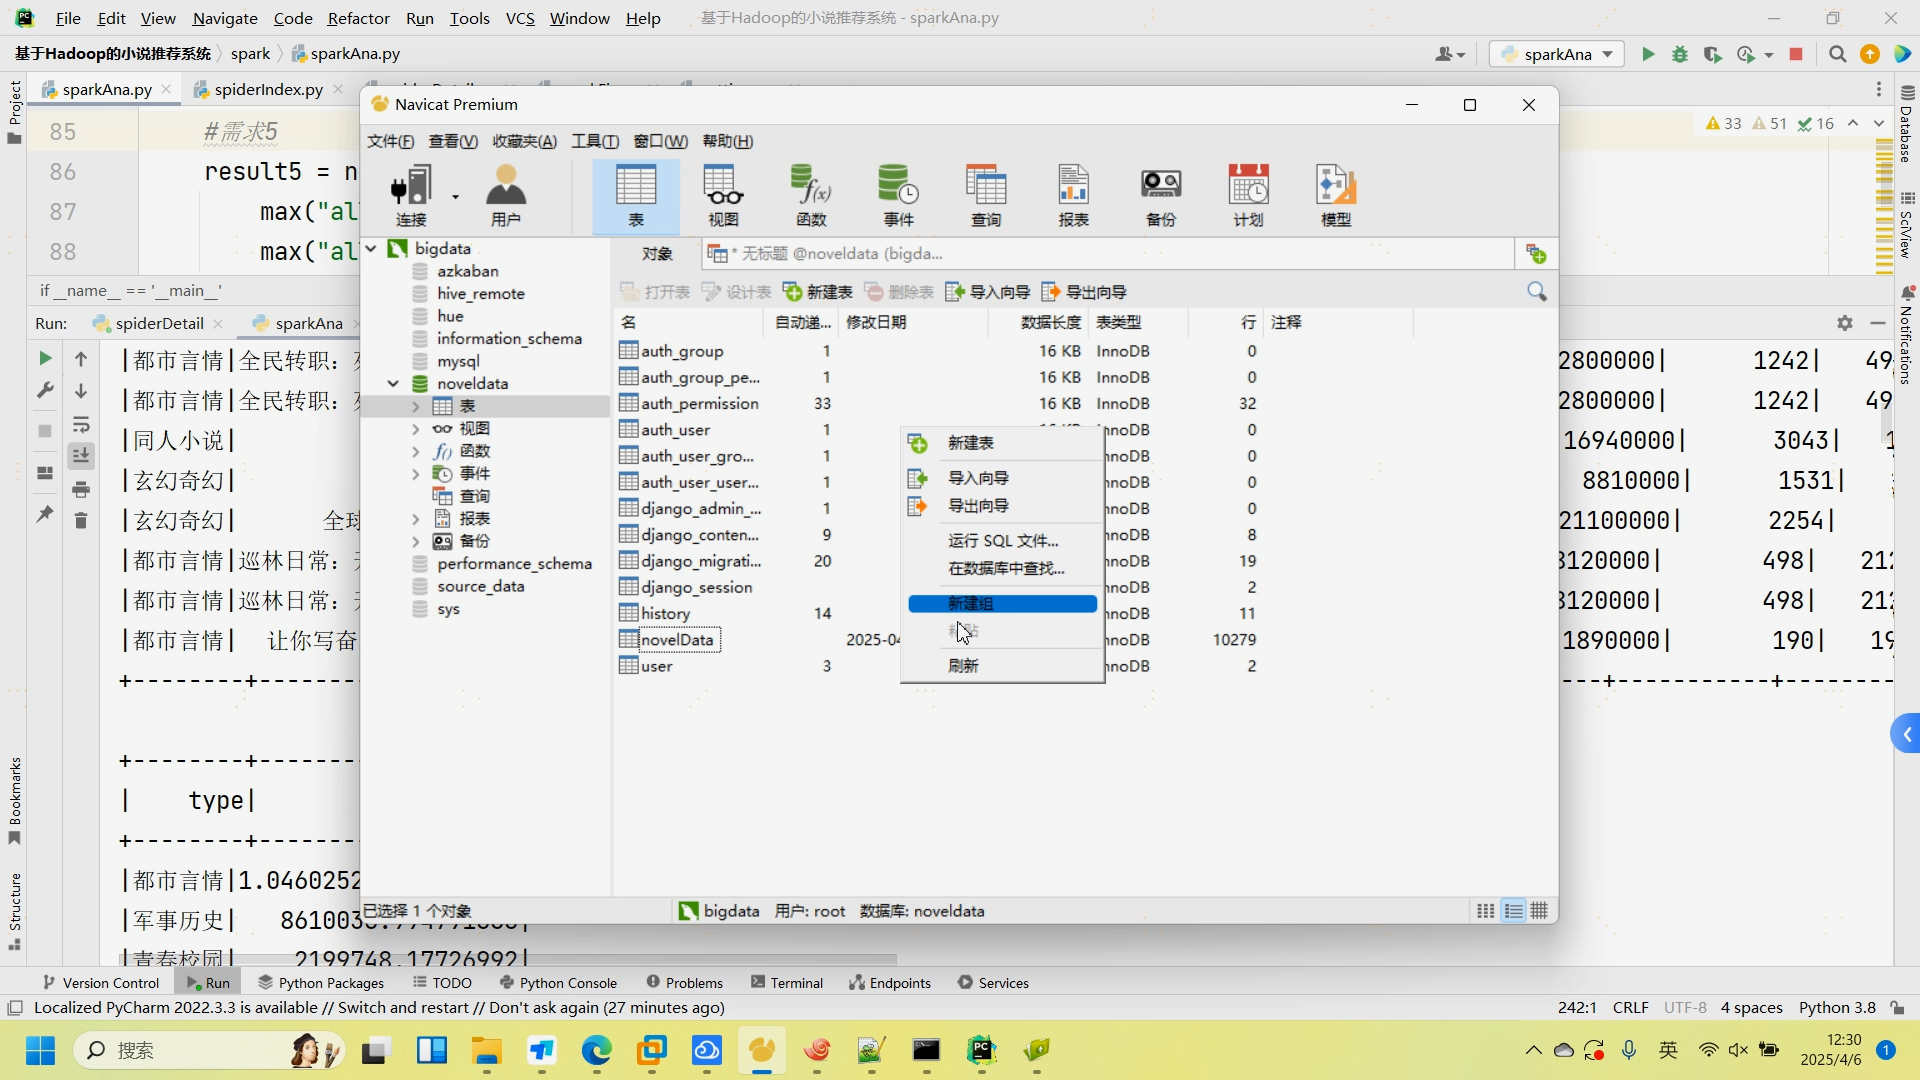 File Edit View Navigate Code Refactor Run Tools VCS Window Help 基于Hadoop的小说推荐系统 - sparkAna.py
基于Hadoop的小说推荐系统 spark sparkAna.py
sparkAna
sparkAna.py spiderIndex.py
85 #需求5
86 result5 = n
87 max("al
88 max("al
33 51 16
if __name__ == '__main__'
Run: spiderDetail sparkAna
Project
Bookmarks
Structure
Database
SciView
Notifications
Navicat Premium
文件(F) 查看(V) 收藏夹(A) 工具(T) 窗口(W) 帮助(H)
连接 用户 表 视图 函数 事件 查询 报表 备份 计划 模型
bigdata
azkaban
hive_remote
hue
information_schema
mysql
noveldata
表
视图
函数
事件
查询
报表
备份
performance_schema
source_data
sys
对象 * 无标题 @noveldata (bigda...
打开表 设计表 新建表 删除表 导入向导 导出向导
名 自动递... 修改日期 数据长度 表类型 行 注释
auth_group 1 16 KB InnoDB 0
auth_group_pe... 1 16 KB InnoDB 0
auth_permission 33 16 KB InnoDB 32
auth_user 1 nnoDB 0
auth_user_gro... 1 nnoDB 0
auth_user_user... 1 nnoDB 0
django_admin_... 1 nnoDB 0
django_conten... 9 nnoDB 8
django_migrati... 20 nnoDB 19
django_session nnoDB 2
history 14 nnoDB 11
novelData 2025-04 nnoDB 10279
user 3 nnoDB 2
新建表
导入向导
导出向导
运行 SQL 文件...
在数据库中查找...
新建组
粘贴
刷新
已选择 1 个对象 bigdata 用户: root 数据库: noveldata
|都市言情|全民转职: 2800000| 1242| 49
|都市言情|全民转职: 2800000| 1242| 49
|同人小说| 16940000| 3043| 1
|玄幻奇幻| 8810000| 1531|
|玄幻奇幻| 全球 21100000| 2254|
|都市言情|巡林日常: 3120000| 498| 212
|都市言情|巡林日常: 3120000| 498| 212
|都市言情| 让你写奋 1890000| 190| 19
+--------+-------- ---+-----------+--------
+--------+--------
| type|
+--------+--------
|都市言情|1.0460252
|军事历史|
|青春校园| 2199748.17726992|
Version Control Run Python Packages TODO Python Console Problems Terminal Endpoints Services
Localized PyCharm 2022.3.3 is available // Switch and restart // Don't ask again (27 minutes ago) 242:1 CRLF UTF-8 4 spaces Python 3.8
搜索
英
12:30
2025/4/6
1